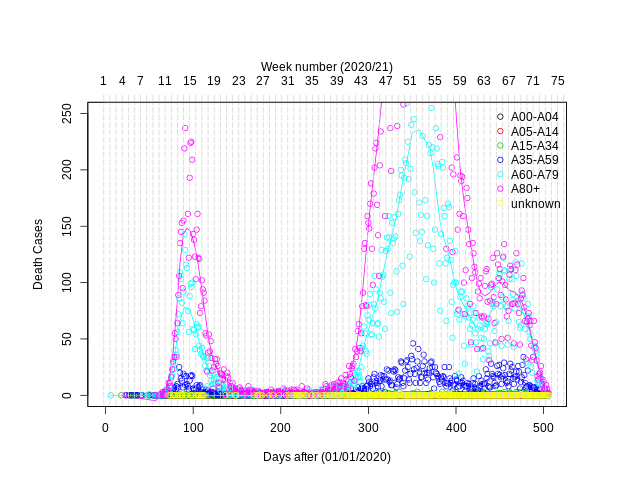 Week number (2020/21)
1 4 7 11 15 19 23 27 31 35 39 43 47 51 55 59 63 67 71 75
250
200
150
100
50
0
Death Cases
A00-A04
A05-A14
A15-A34
A35-A59
A60-A79
A80+
unknown
0 100 200 300 400 500
Days after (01/01/2020)